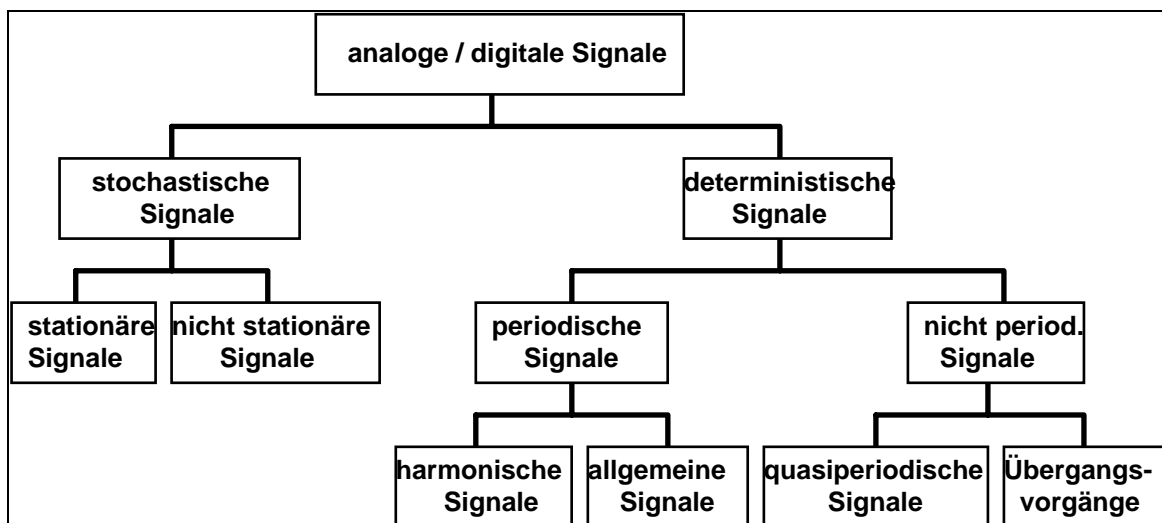 analoge / digitale Signale
stochastische
Signale
deterministische
Signale
stationäre
Signale
nicht stationäre
Signale
periodische
Signale
nicht period.
Signale
harmonische
Signale
allgemeine
Signale
quasiperiodische
Signale
Übergangs-
vorgänge